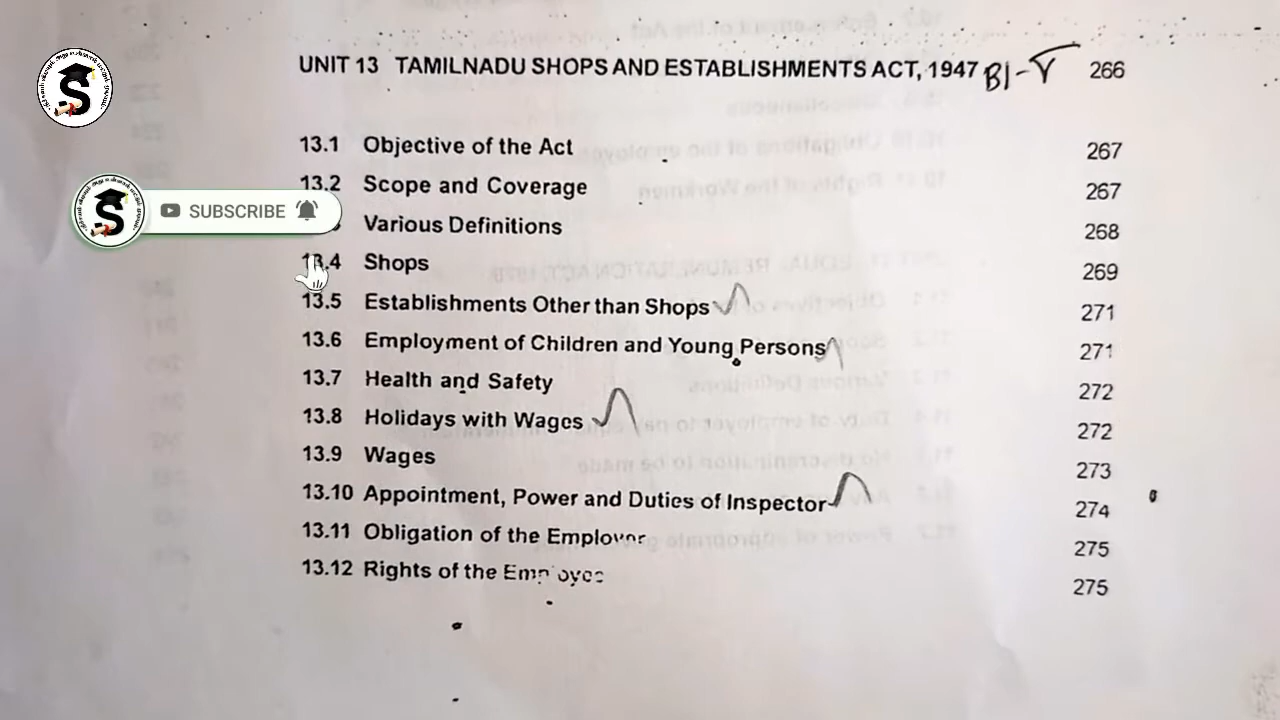 UNIT 13 TAMILNADU SHOPS AND ESTABLISHMENTS ACT, 1947 BI-V 266
13.1 Objective of the Act 267
13.2 Scope and Coverage 267
SUBSCRIBE
Various Definitions 268
13.4 Shops 269
13.5 Establishments Other than Shops 271
13.6 Employment of Children and Young Persons 271
13.7 Health and Safety 272
13.8 Holidays with Wages 272
13.9 Wages 273
13.10 Appointment, Power and Duties of Inspector 274
13.11 Obligation of the Employer 275
13.12 Rights of the Employee 275
S
S